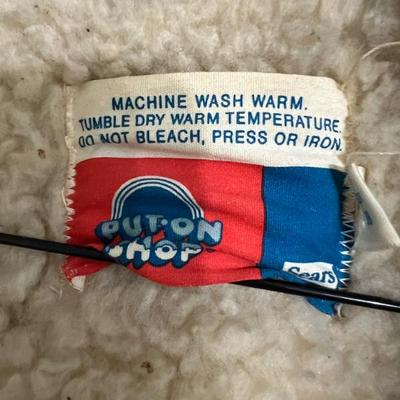 MACHINE WASH WARM.
TUMBLE DRY WARM TEMPERATURE.
DO NOT BLEACH, PRESS OR IRON.
PUT-ON
SHOP
Sears